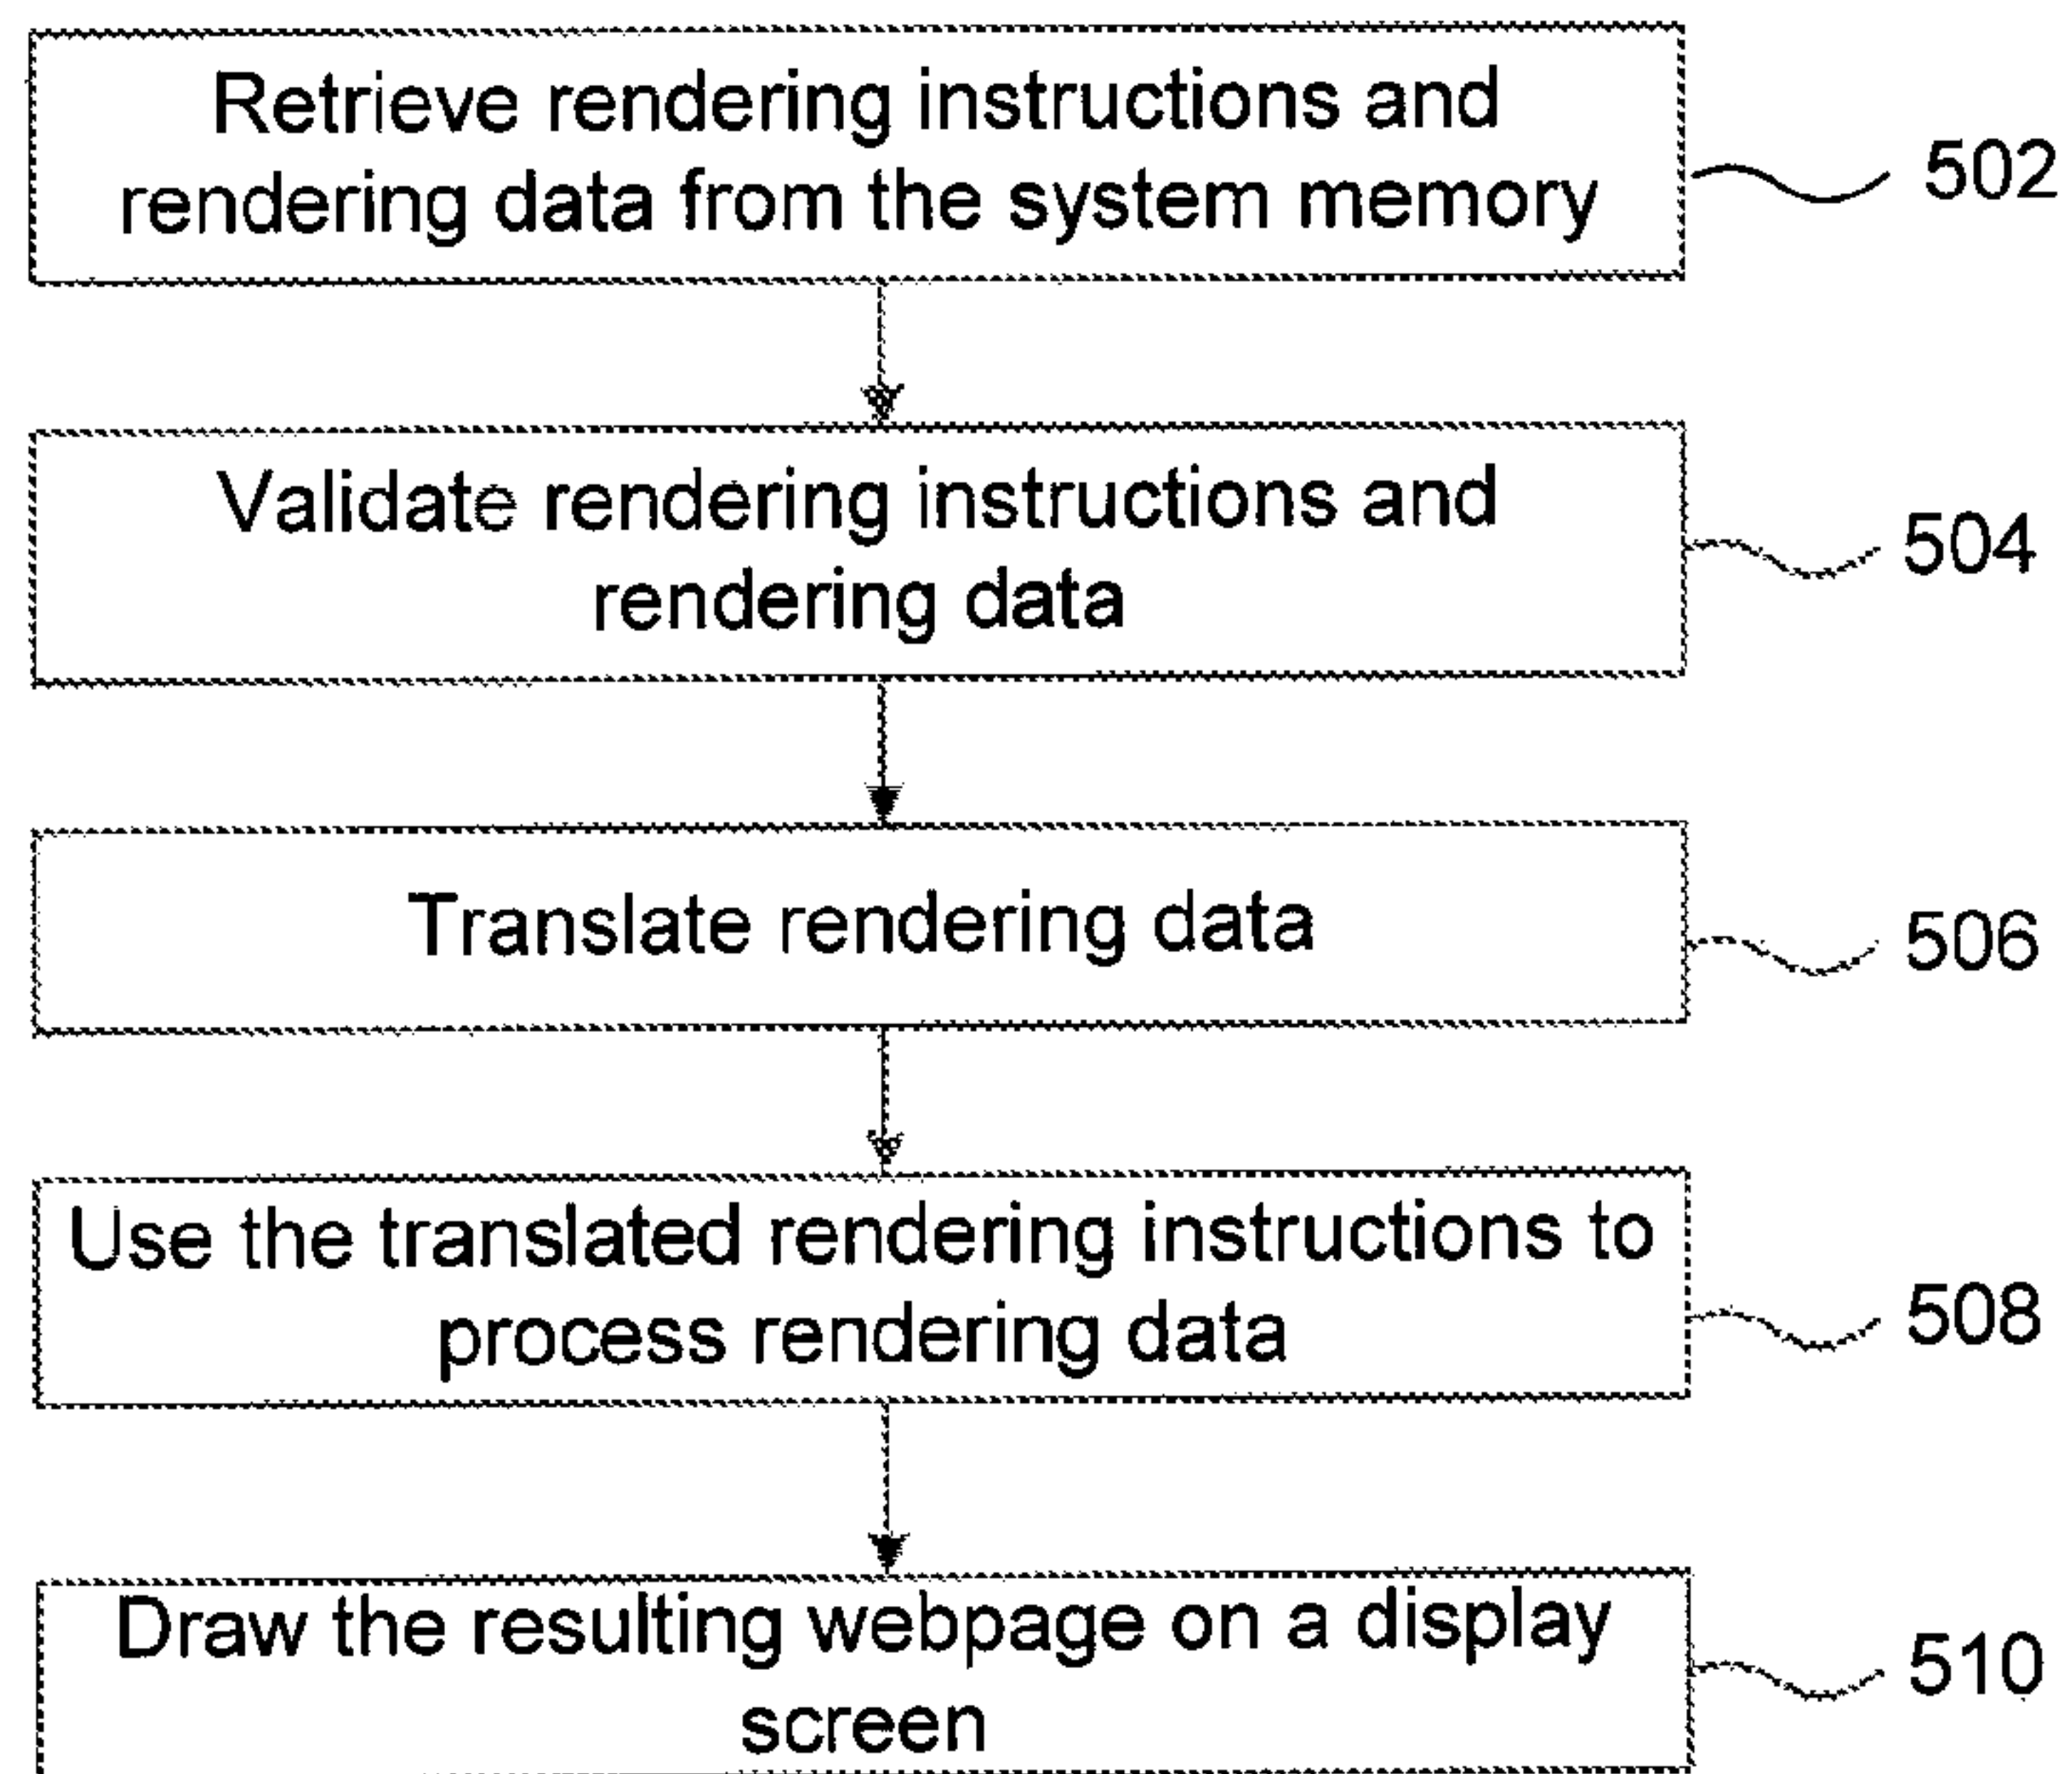 Retrieve rendering instructions and
rendering data from the system memory
502
Validate rendering instructions and
rendering data
504
Translate rendering data
506
Use the translated rendering instructions to
process rendering data
508
Draw the resulting webpage on a display
screen
510